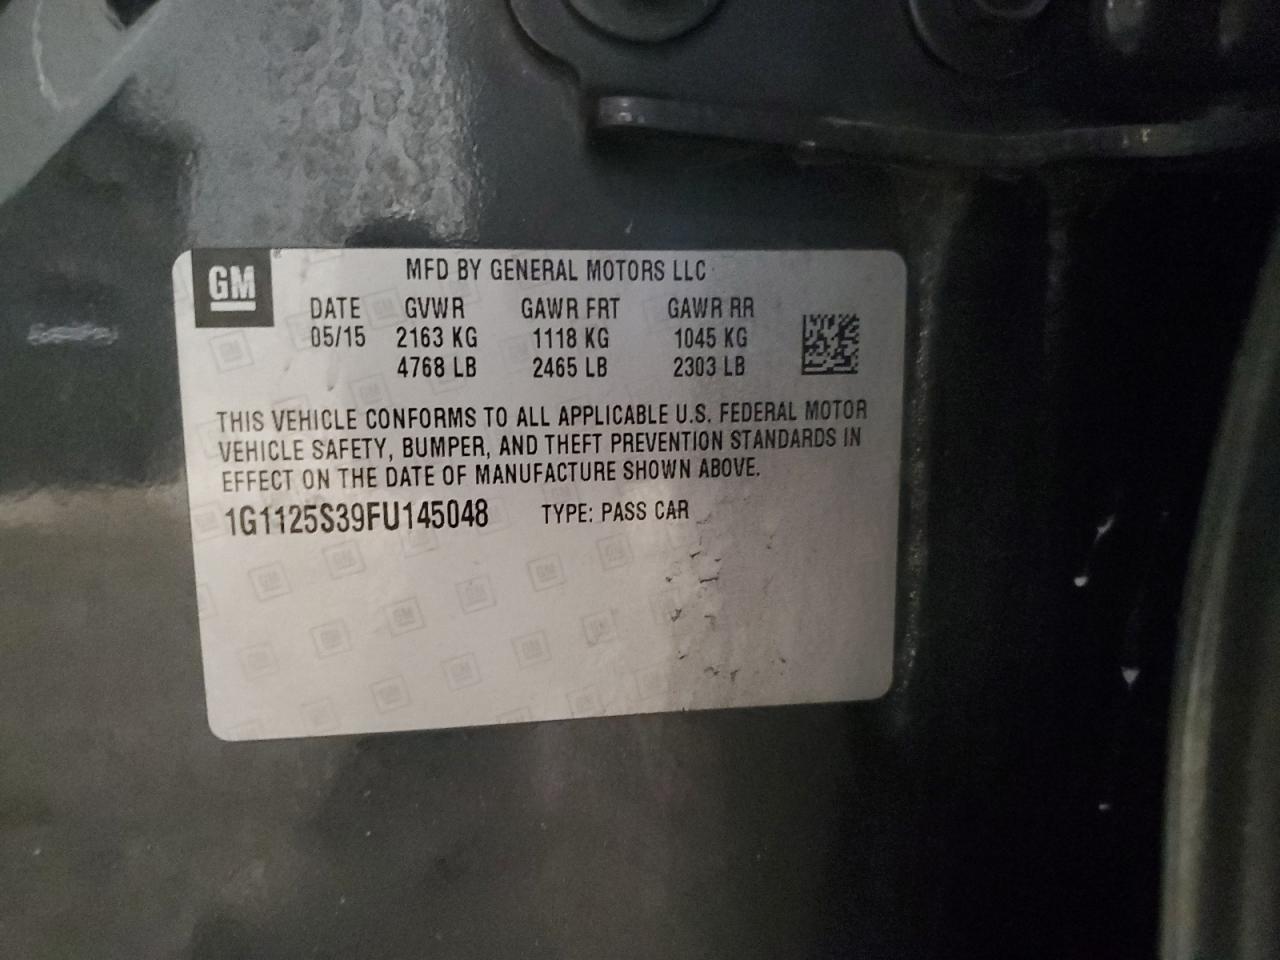 GM
MFD BY GENERAL MOTORS LLC
DATE GVWR GAWR FRT GAWR RR
05/15 2163 KG 1118 KG 1045 KG
4768 LB 2465 LB 2303 LB
THIS VEHICLE CONFORMS TO ALL APPLICABLE U.S. FEDERAL MOTOR
VEHICLE SAFETY, BUMPER, AND THEFT PREVENTION STANDARDS IN
EFFECT ON THE DATE OF MANUFACTURE SHOWN ABOVE.
1G1125S39FU145048 TYPE: PASS CAR